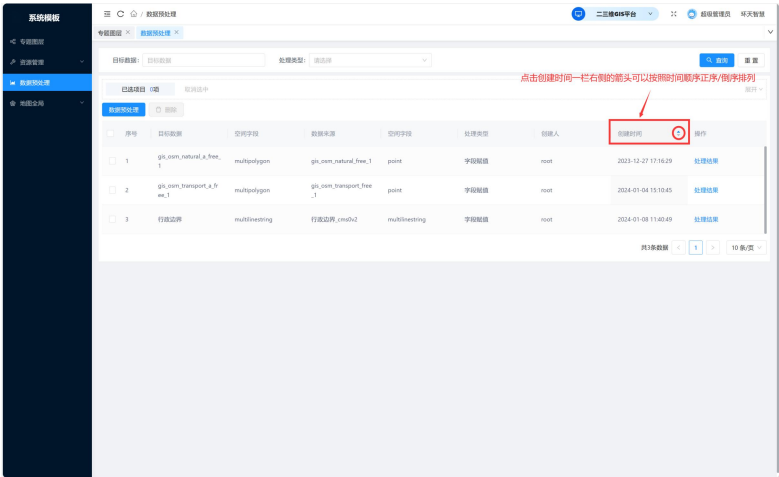 系统模板
专题图层
资源管理
数据预处理
地图全局
/ 数据预处理
二三维GIS平台
超级管理员
环天智慧
专题图层 ×
数据预处理 ×
目标数据： 目标数据
处理类型： 请选择
查询
重置
点击创建时间一栏右侧的箭头可以按照时间顺序正序/倒序排列
已选项目 0项 取消选中
展开
数据预处理
删除
序号 目标数据 空间字段 数据来源 空间字段 处理类型 创建人 创建时间 操作
1 gis_osm_natural_a_free_1 multipolygon gis_osm_natural_free_1 point 字段赋值 root 2023-12-27 17:16:29 处理结果
2 gis_osm_transport_a_free_1 multipolygon gis_osm_transport_free_1 point 字段赋值 root 2024-01-04 15:10:45 处理结果
3 行政边界 multilinestring 行政边界_cms0v2 multilinestring 字段赋值 root 2024-01-08 11:40:49 处理结果
共3条数据 < 1 > 10 条/页